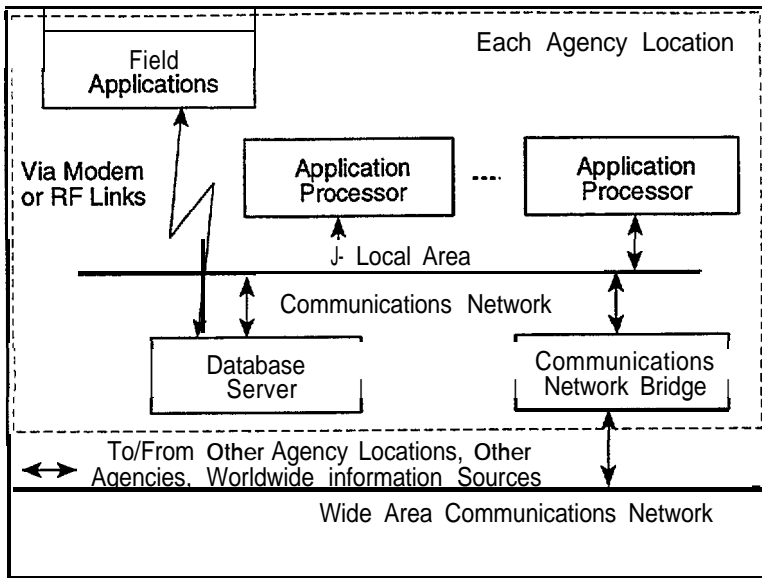 Each Agency Location
Field
Applications
Via Modem
or RF Links
Application
Processor
....
Application
Processor
J- Local Area
Communications Network
Database
Server
Communications
Network Bridge
To/From Other Agency Locations, Other
Agencies, Worldwide information Sources
Wide Area Communications Network